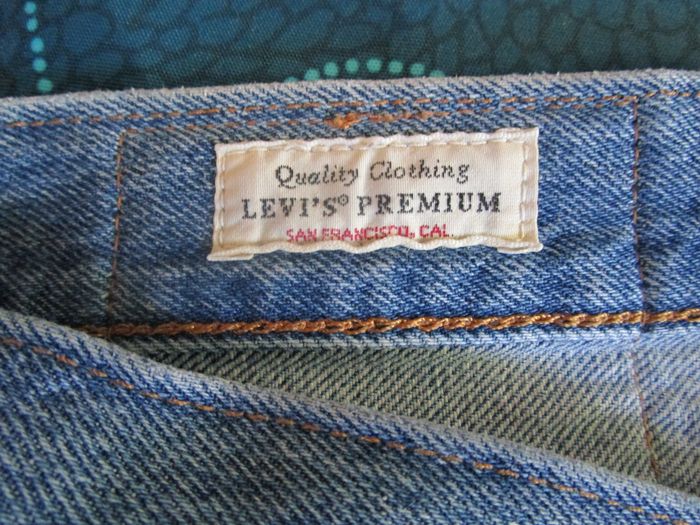 Quality Clothing
LEVI'S® PREMIUM
SAN FRANCISCO, CAL.